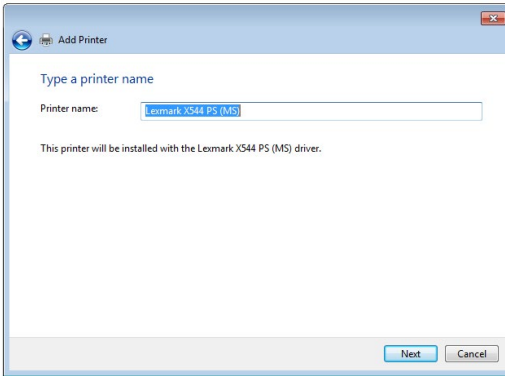 Add Printer
Type a printer name
Printer name: Lexmark X544 PS (MS)
This printer will be installed with the Lexmark X544 PS (MS) driver.
Next Cancel